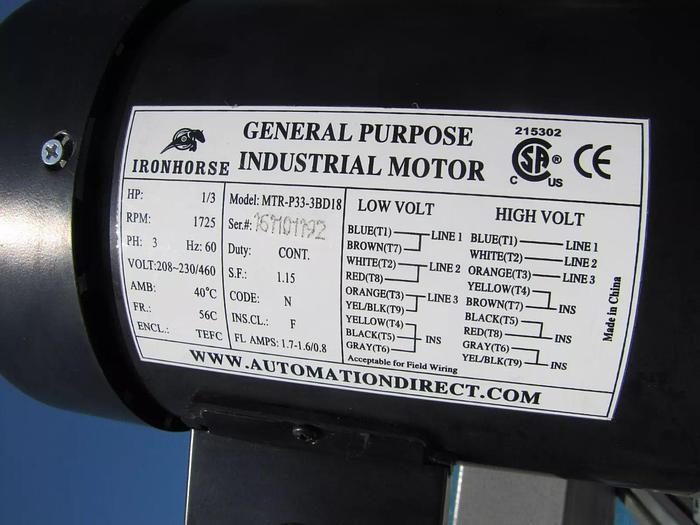 IRONHORSE
GENERAL PURPOSE
INDUSTRIAL MOTOR
215302
CSA®
C US
CE
HP: 1/3
RPM: 1725
PH: 3 Hz: 60
VOLT:208~230/460
AMB: 40°C
FR.: 56C
ENCL.: TEFC
Model: MTR-P33-3BD18
Ser.#:
Duty: CONT.
S.F.: 1.15
CODE: N
INS.CL.: F
FL AMPS: 1.7-1.6/0.8
LOW VOLT
BLUE(T1) LINE 1
BROWN(T7)
WHITE(T2) LINE 2
RED(T8)
ORANGE(T3) LINE 3
YEL/BLK(T9)
YELLOW(T4)
BLACK(T5) INS
GRAY(T6)
Acceptable for Field Wiring
HIGH VOLT
BLUE(T1) LINE 1
WHITE(T2) LINE 2
ORANGE(T3) LINE 3
YELLOW(T4)
BROWN(T7) INS
BLACK(T5)
RED(T8) INS
GRAY(T6)
YEL/BLK(T9) INS
Made in China
WWW.AUTOMATIONDIRECT.COM